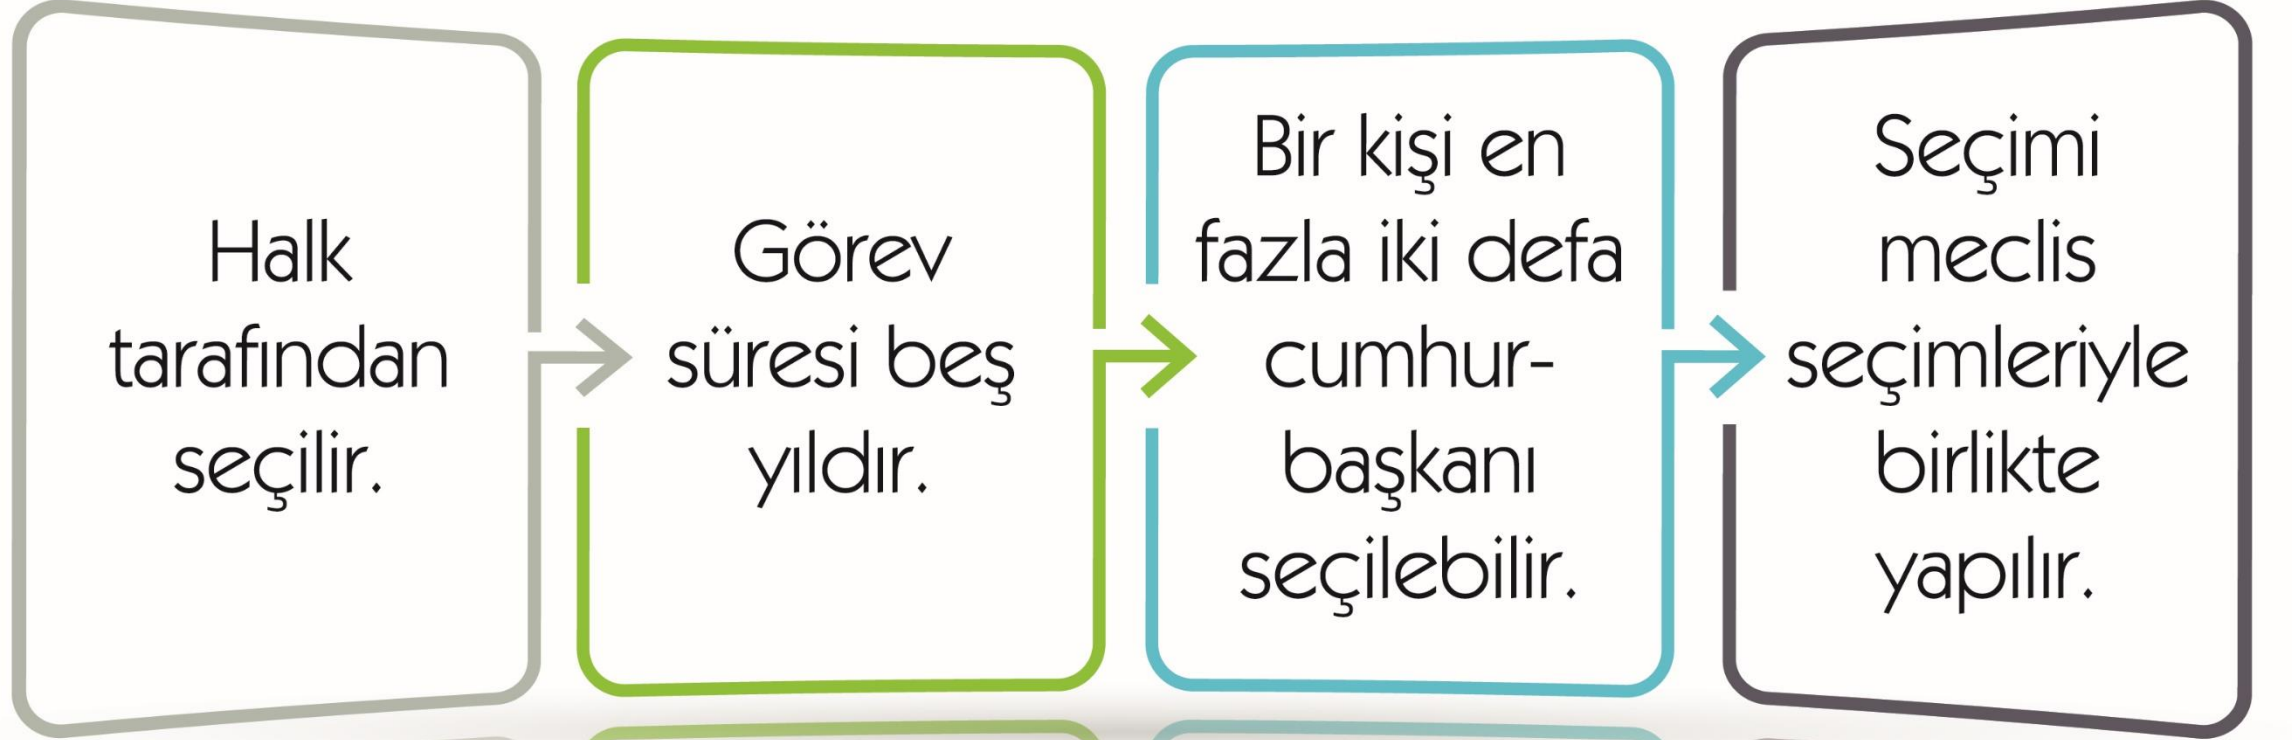 Halk
tarafından
seçilir.
Görev
süresi beş
yıldır.
Bir kişi en
fazla iki defa
cumhur-
başkanı
seçilebilir.
Seçimi
meclis
seçimleriyle
birlikte
yapılır.